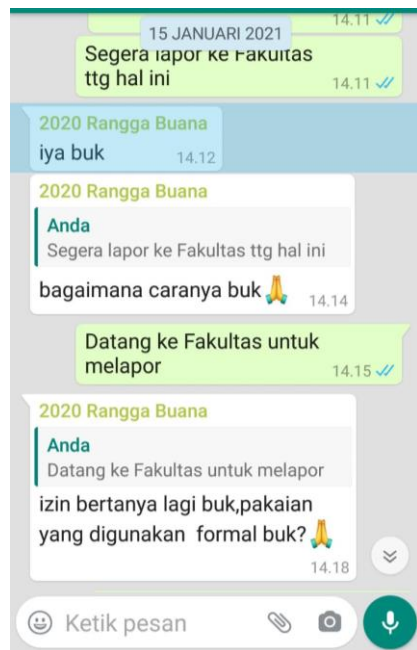 14.11
15 JANUARI 2021
Segera lapor ke Fakultas
ttg hal ini
14.11
2020 Rangga Buana
iya buk
14.12
2020 Rangga Buana
Anda
Segera lapor ke Fakultas ttg hal ini
bagaimana caranya buk🙏
14.14
Datang ke Fakultas untuk
melapor
14.15
2020 Rangga Buana
Anda
Datang ke Fakultas untuk melapor
izin bertanya lagi buk,pakaian
yang digunakan formal buk?🙏
14.18
Ketik pesan